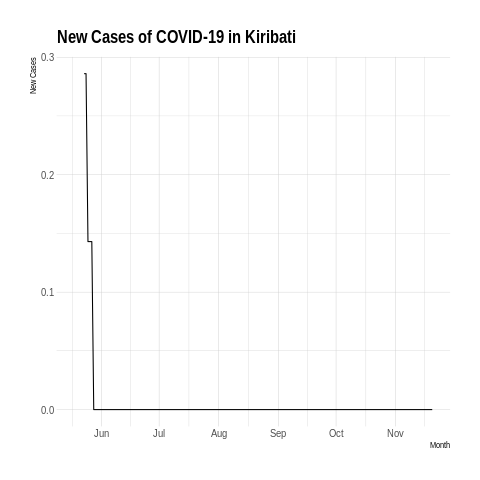 New Cases of COVID-19 in Kiribati
New Cases
0.3
0.2
0.1
0.0
Jun Jul Aug Sep Oct Nov
Month